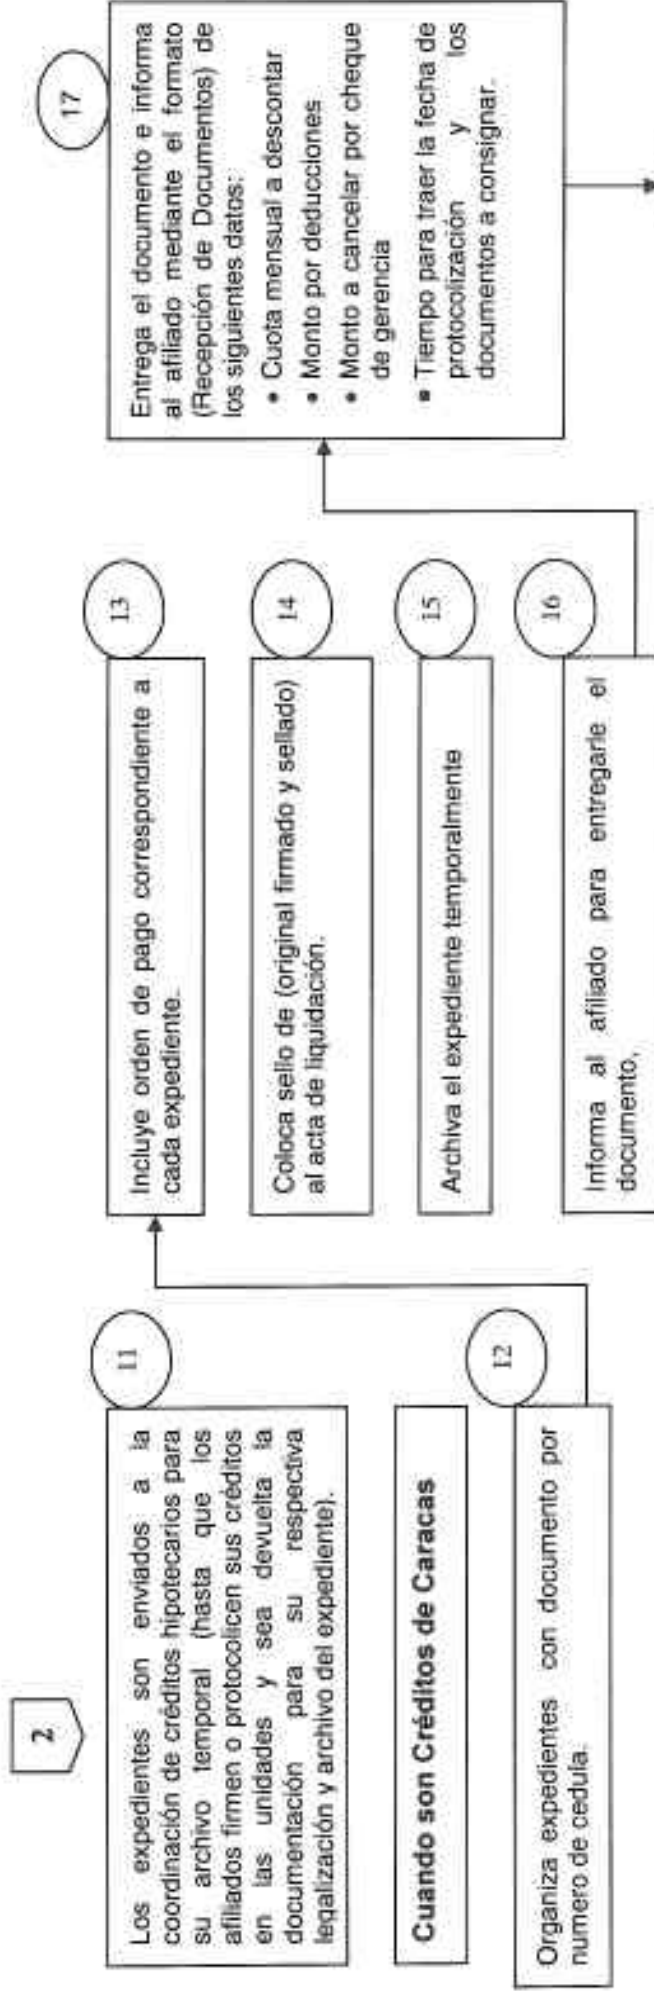 2
11
Los expedientes son enviados a la
coordinación de créditos hipotecarios para
su archivo temporal (hasta que los
afiliados firmen o protocolicen sus créditos
en las unidades y sea devuelta la
documentación para su respectiva
legalización y archivo del expediente).
Cuando son Créditos de Caracas
12
Organiza expedientes con documento por
numero de cedula.
13
Incluye orden de pago correspondiente a
cada expediente.
14
Coloca sello de (original firmado y sellado)
al acta de liquidación.
15
Archiva el expediente temporalmente
16
Informa al afiliado para entregarle el
documento,
17
Entrega el documento e informa
al afiliado mediante el formato
(Recepción de Documentos) de
los siguientes datos:
• Cuota mensual a descontar
• Monto por deducciones
• Monto a cancelar por cheque
de gerencia
• Tiempo para traer la fecha de
protocolización y los
documentos a consignar.